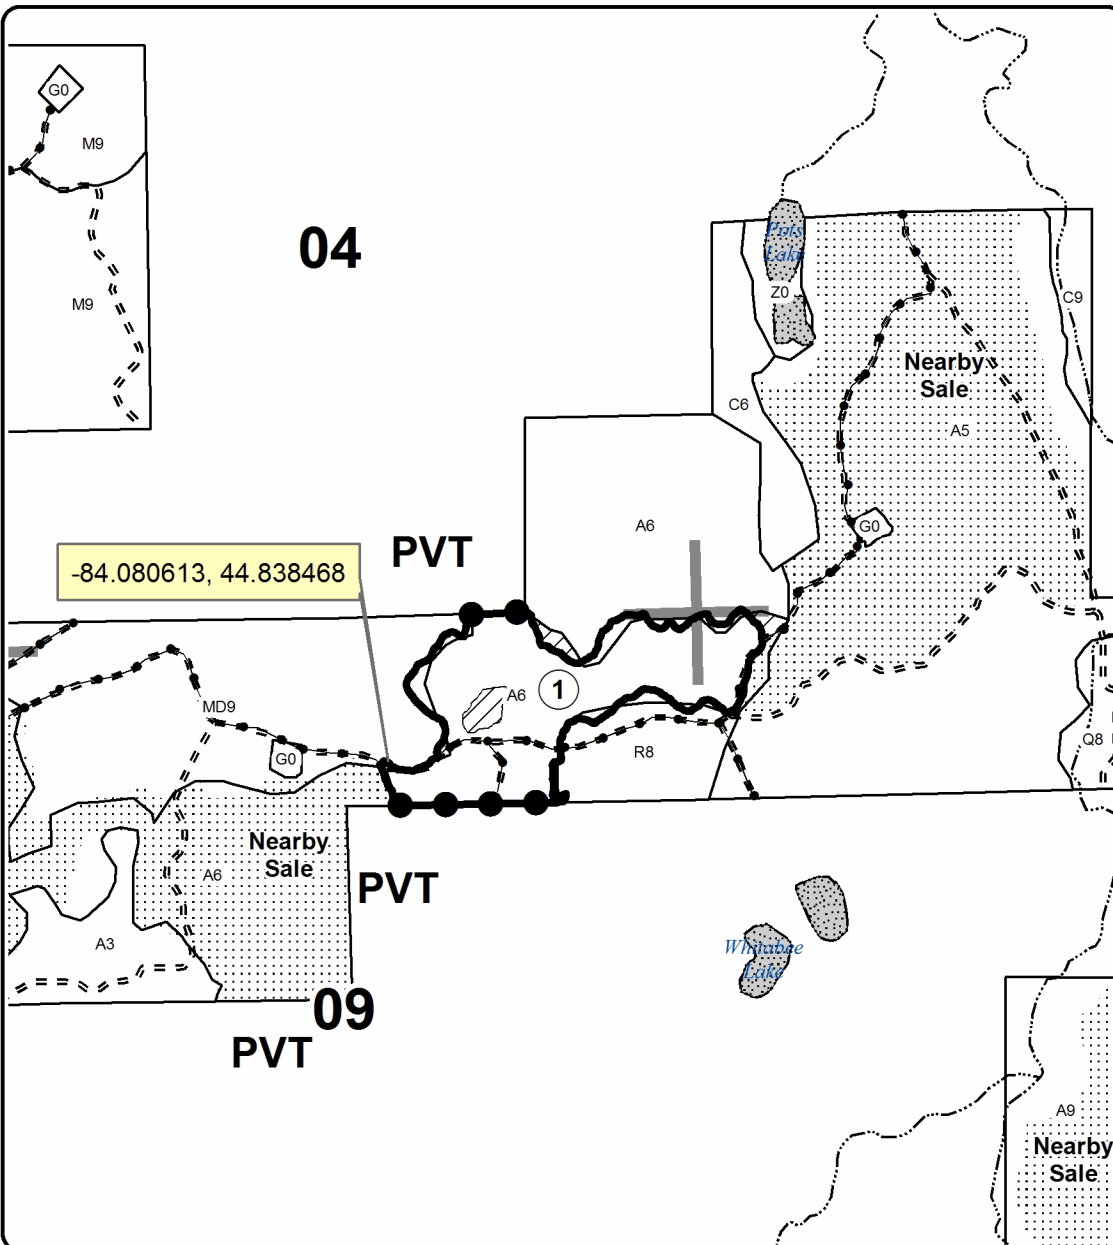 G0
M9
04
Pots
Lake
Z0
C9
M9
Nearby
Sale
C6
A5
A6
G0
PVT
-84.080613, 44.838468
A6
1
MD9
Q8
R8
G0
Nearby
Sale
A6
PVT
A3
Whitabee
Lake
09
PVT
A9
Nearby
Sale